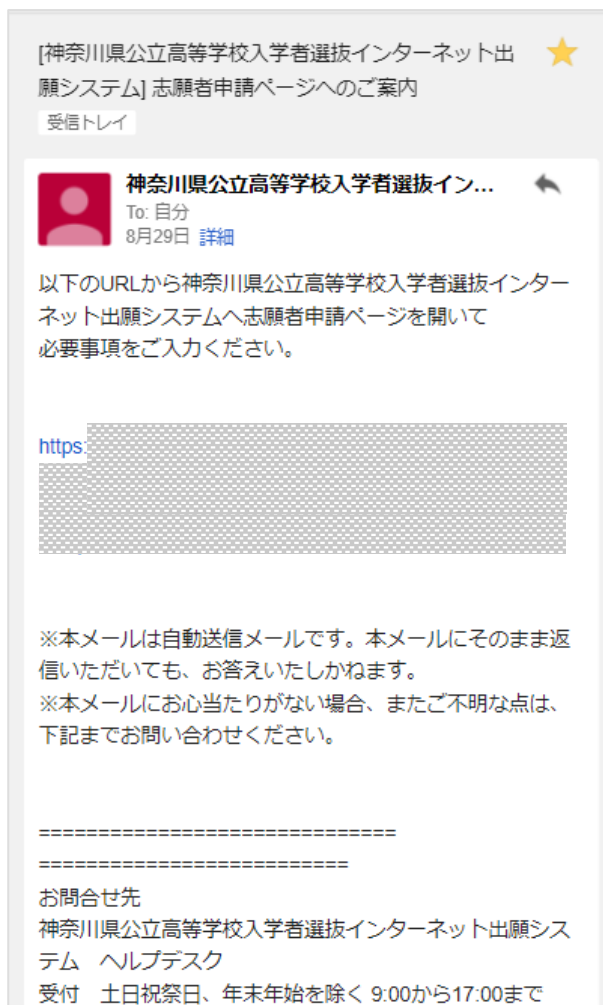 [神奈川県公立高等学校入学者選抜インターネット出
願システム] 志願者申請ページへのご案内
受信トレイ
神奈川県公立高等学校入学者選抜イン...
To: 自分
8月29日 詳細
以下のURLから神奈川県公立高等学校入学者選抜インター
ネット出願システムへ志願者申請ページを開いて
必要事項をご入力ください。
https:
※本メールは自動送信メールです。本メールにそのまま返
信いただいても、お答えいたしかねます。
※本メールにお心当たりがない場合、またご不明な点は、
下記までお問い合わせください。
==============================
==========================
お問合せ先
神奈川県公立高等学校入学者選抜インターネット出願シス
テム　ヘルプデスク
受付　土日祝祭日、年末年始を除く 9:00から17:00まで